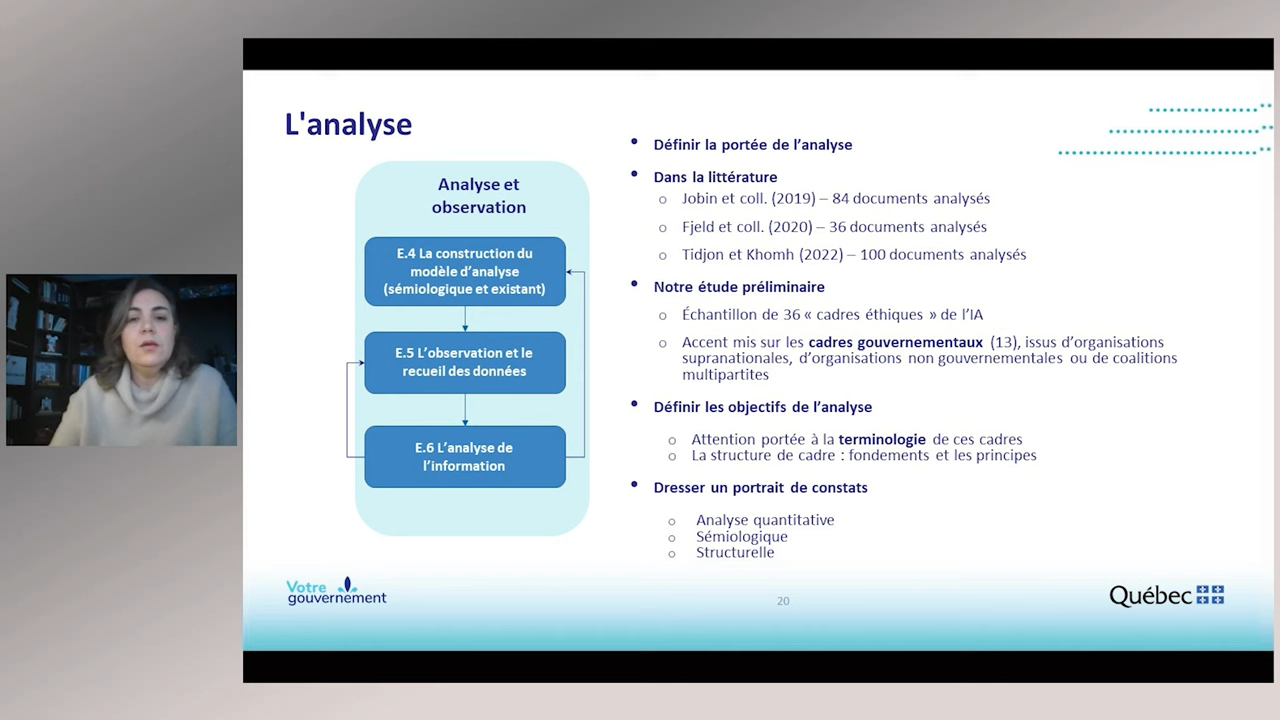 L'analyse
Analyse et
observation
E.4 La construction du
modèle d’analyse
(sémiologique et existant)
E.5 L’observation et le
recueil des données
E.6 L’analyse de
l’information
• Définir la portée de l’analyse
• Dans la littérature
o Jobin et coll. (2019) – 84 documents analysés
o Fjeld et coll. (2020) – 36 documents analysés
o Tidjon et Khomh (2022) – 100 documents analysés
• Notre étude préliminaire
o Échantillon de 36 « cadres éthiques » de l’IA
o Accent mis sur les cadres gouvernementaux (13), issus d’organisations
supranationales, d’organisations non gouvernementales ou de coalitions
multipartites
• Définir les objectifs de l’analyse
o Attention portée à la terminologie de ces cadres
o La structure de cadre : fondements et les principes
• Dresser un portrait de constats
o Analyse quantitative
o Sémiologique
o Structurelle
Votre
gouvernement
20
Québec